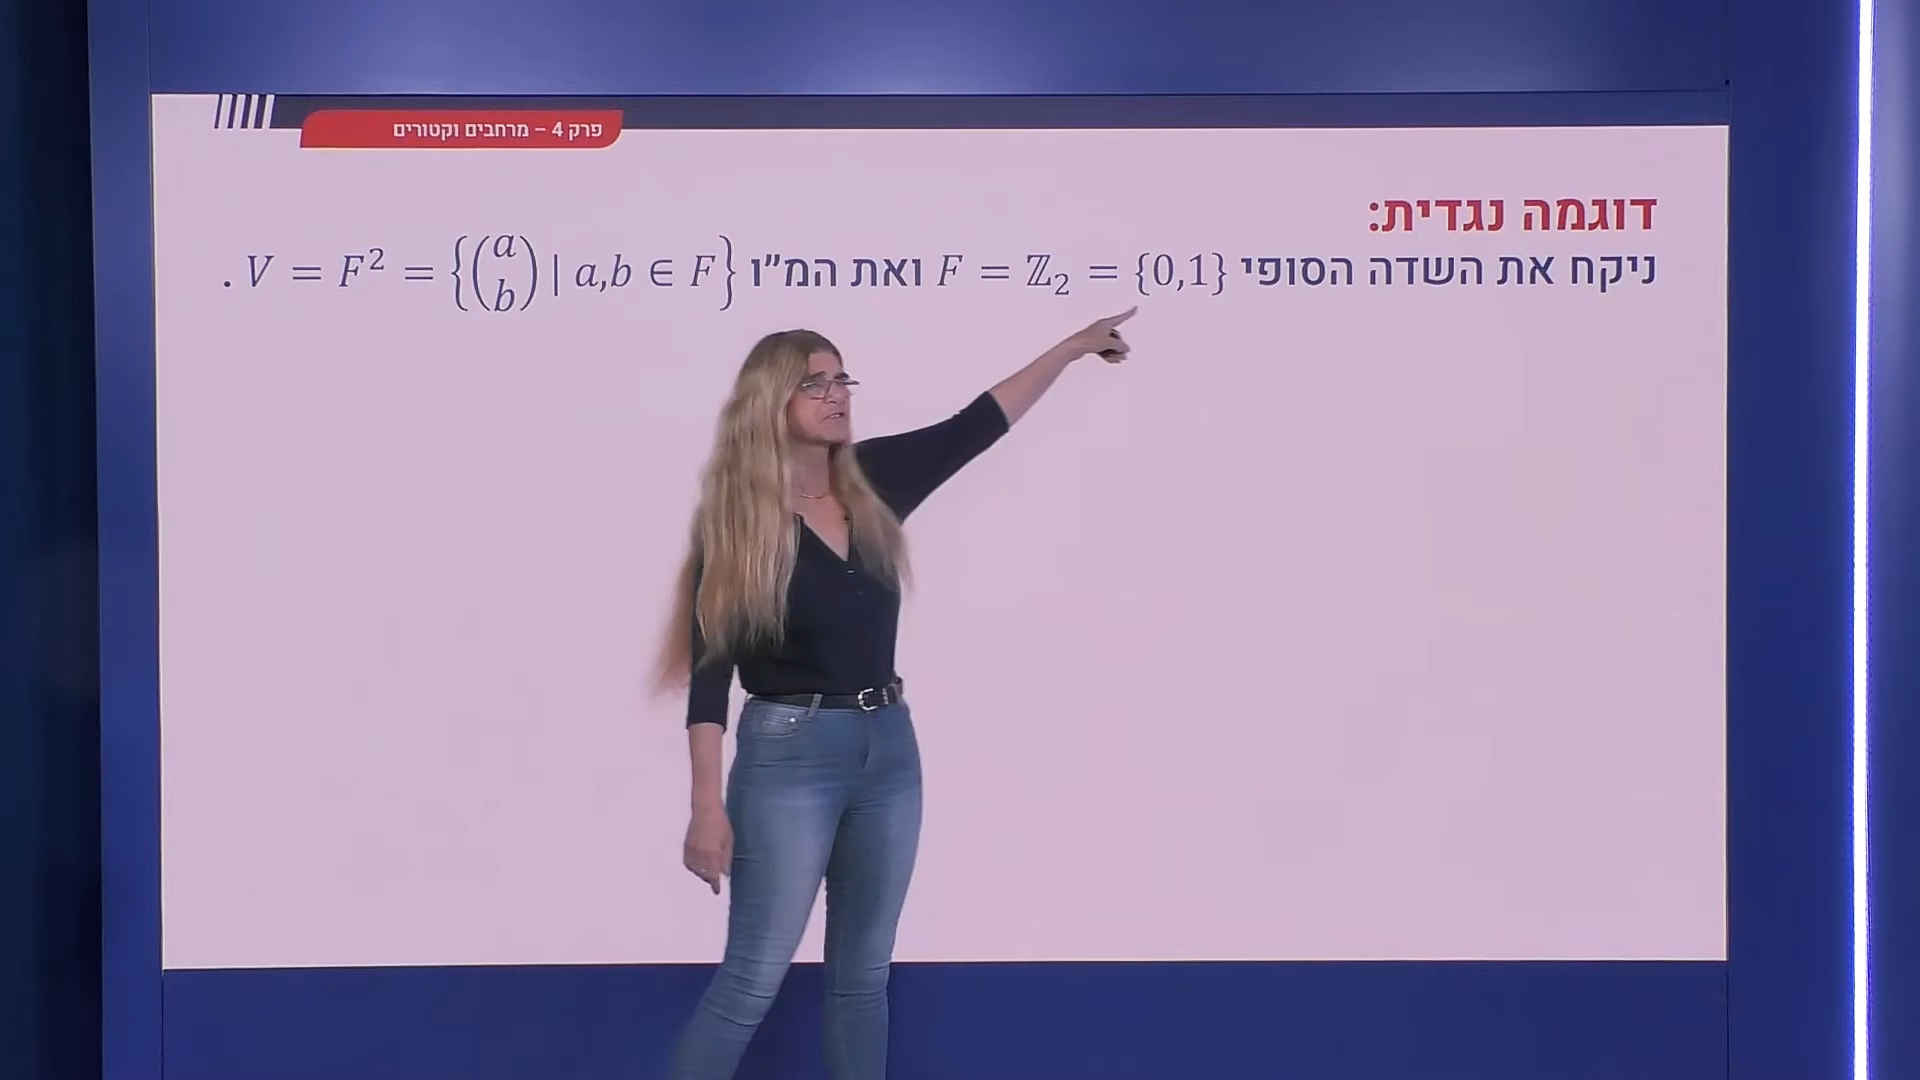 פרק 4 – מרחבים וקטורים
דוגמה נגדית:
ניקח את השדה הסופי F = ℤ₂ = {0,1} ואת המ"ו V = F² = {(a b) | a,b ∈ F} .